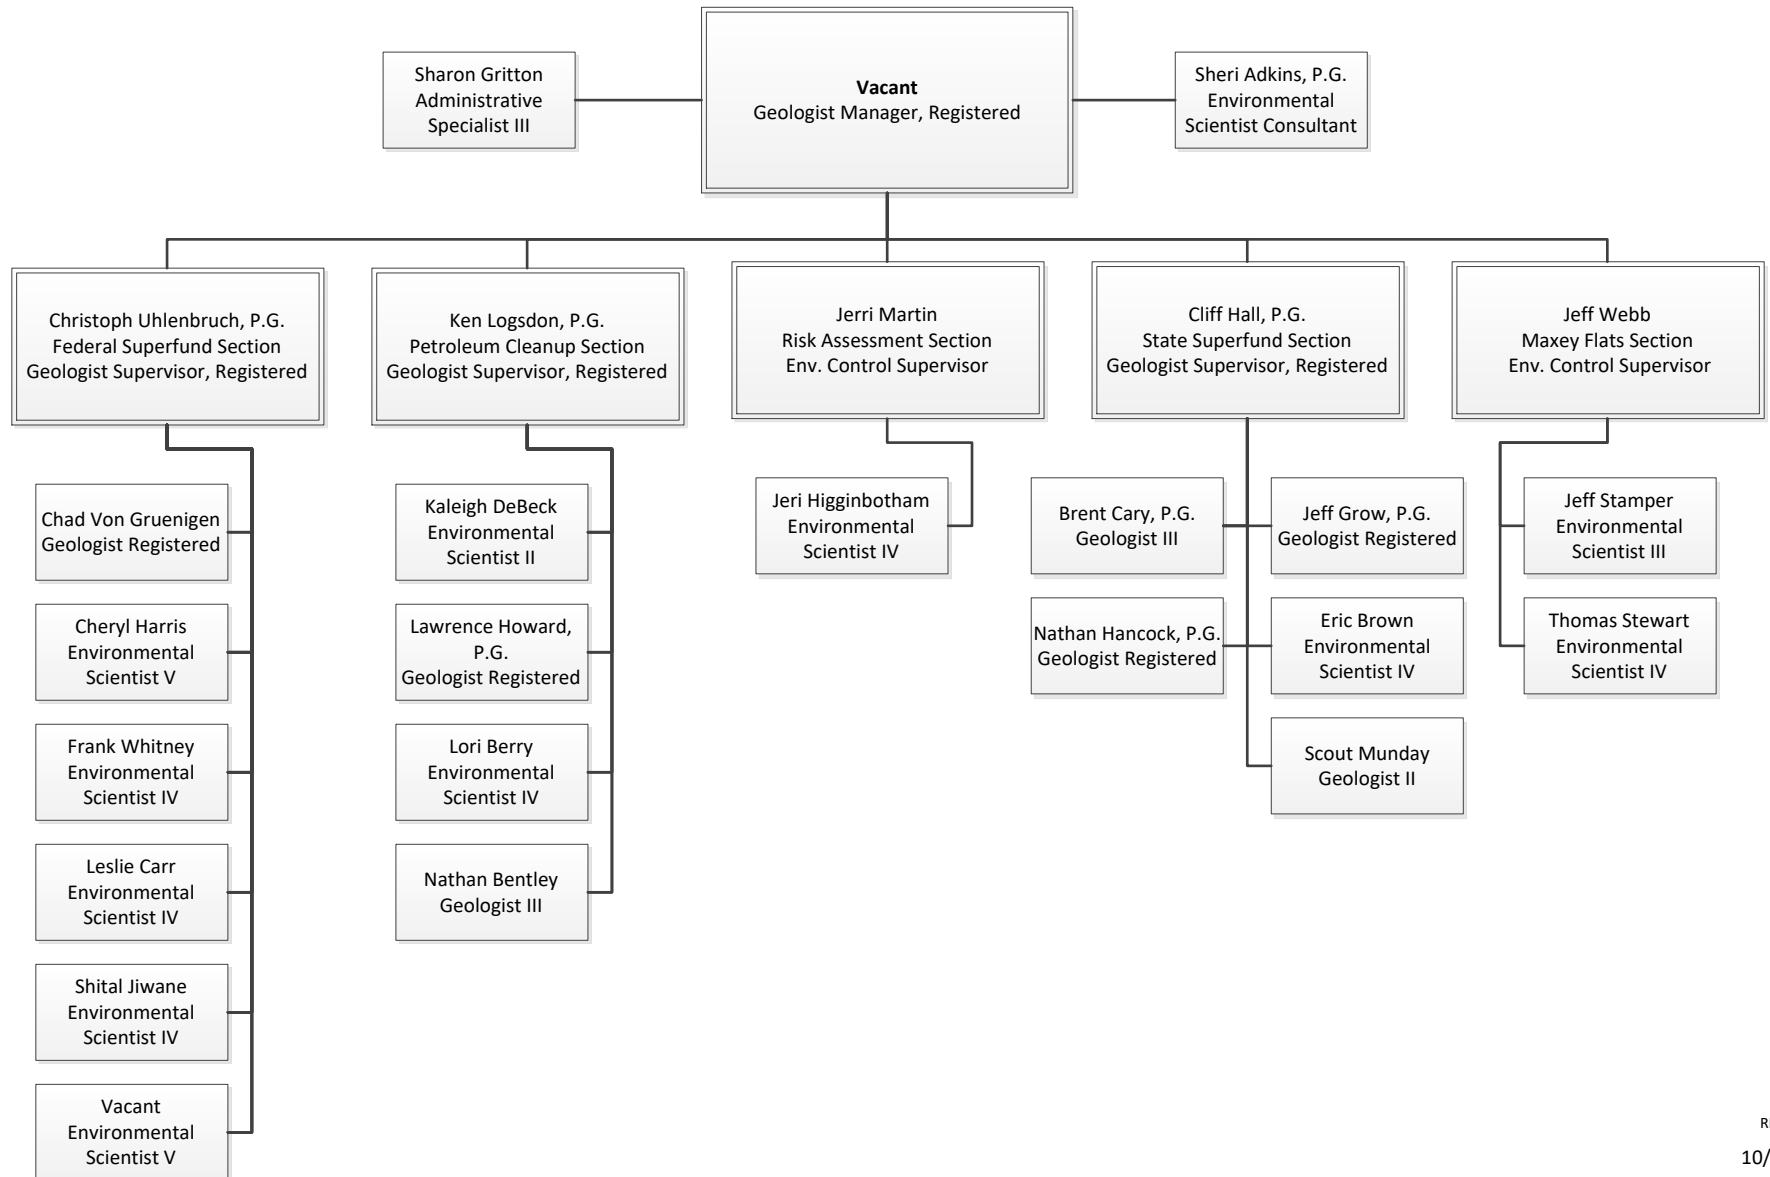 Sharon Gritton
Administrative
Specialist III
Vacant
Geologist Manager, Registered
Sheri Adkins, P.G.
Environmental
Scientist Consultant
Christoph Uhlenbruch, P.G.
Federal Superfund Section
Geologist Supervisor, Registered
Ken Logsdon, P.G.
Petroleum Cleanup Section
Geologist Supervisor, Registered
Jerri Martin
Risk Assessment Section
Env. Control Supervisor
Cliff Hall, P.G.
State Superfund Section
Geologist Supervisor, Registered
Jeff Webb
Maxey Flats Section
Env. Control Supervisor
Chad Von Gruenigen
Geologist Registered
Cheryl Harris
Environmental
Scientist V
Frank Whitney
Environmental
Scientist IV
Leslie Carr
Environmental
Scientist IV
Shital Jiwane
Environmental
Scientist IV
Vacant
Environmental
Scientist V
Kaleigh DeBeck
Environmental
Scientist II
Lawrence Howard,
P.G.
Geologist Registered
Lori Berry
Environmental
Scientist IV
Nathan Bentley
Geologist III
Jeri Higginbotham
Environmental
Scientist IV
Brent Cary, P.G.
Geologist III
Jeff Grow, P.G.
Geologist Registered
Nathan Hancock, P.G.
Geologist Registered
Eric Brown
Environmental
Scientist IV
Scout Munday
Geologist II
Jeff Stamper
Environmental
Scientist III
Thomas Stewart
Environmental
Scientist IV
10/